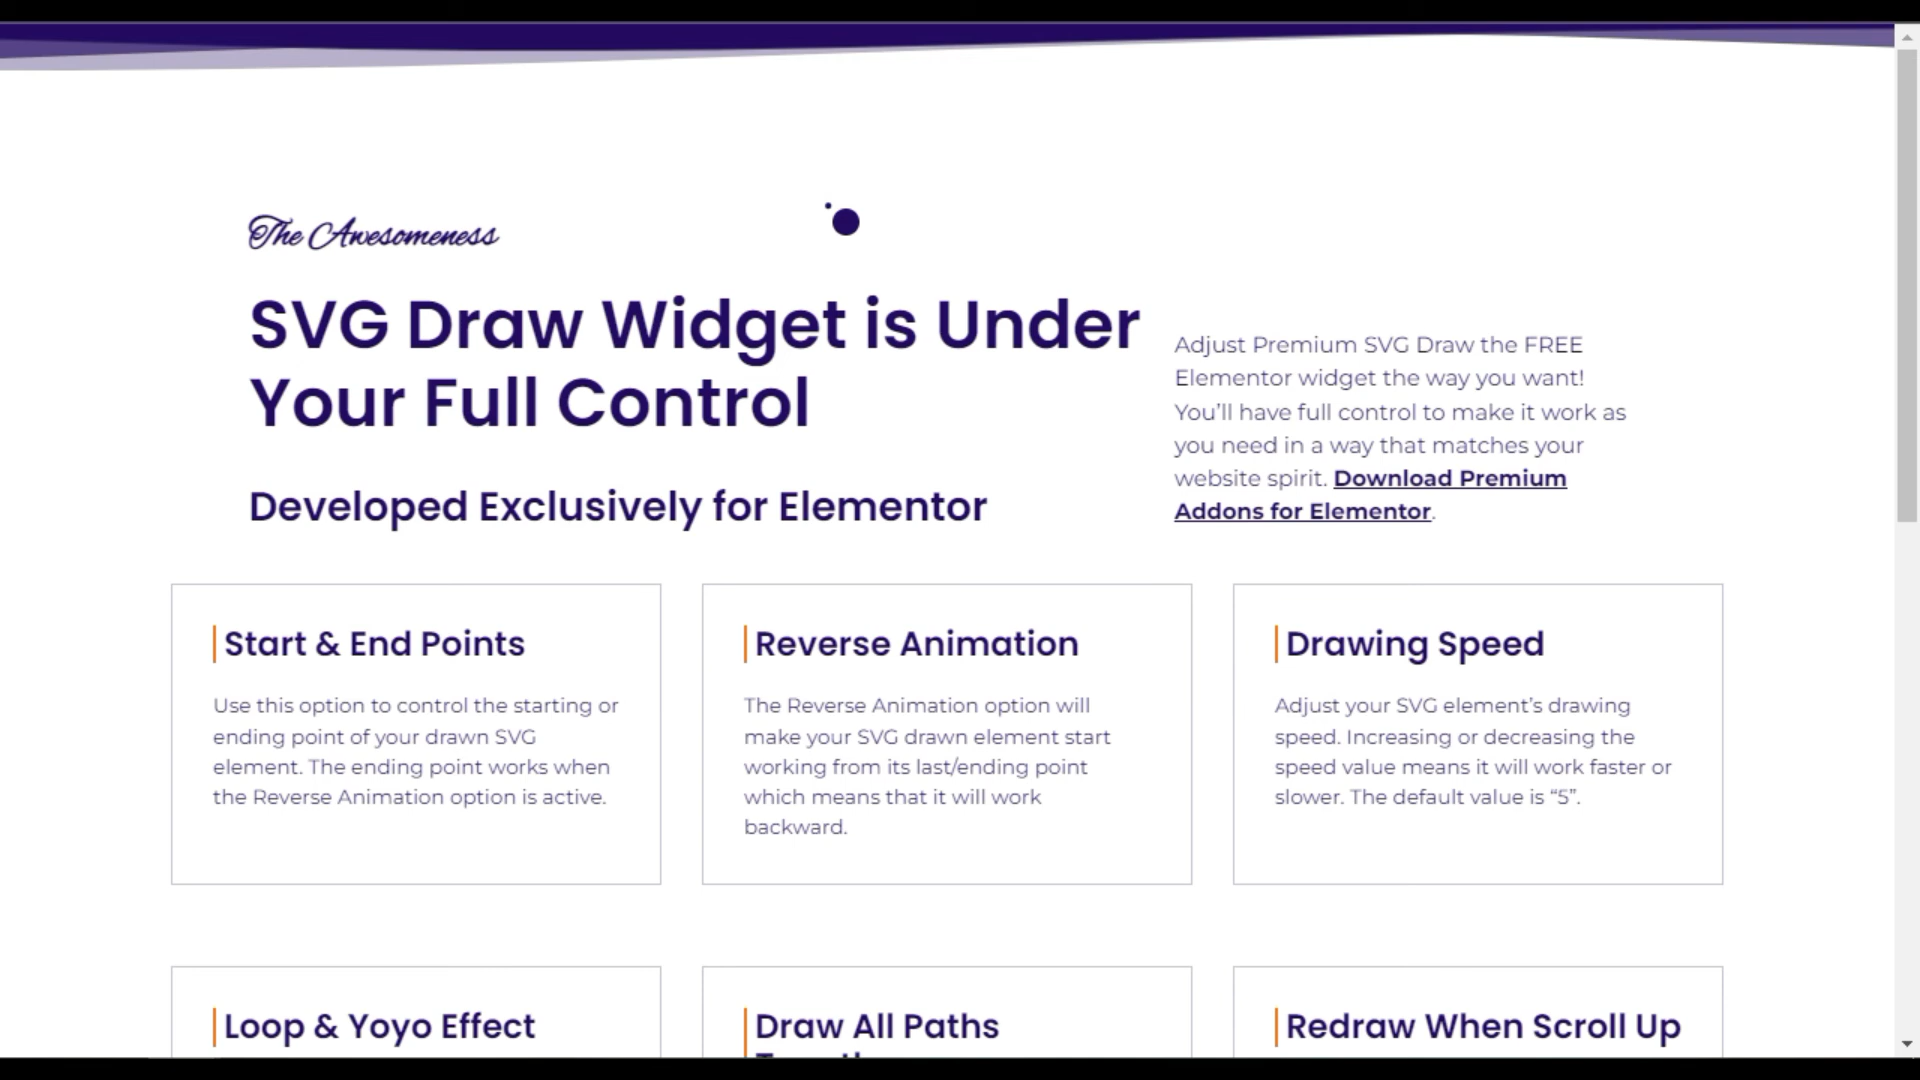 The Awesomeness
SVG Draw Widget is Under
Your Full Control
Developed Exclusively for Elementor
Adjust Premium SVG Draw the FREE
Elementor widget the way you want!
You’ll have full control to make it work as
you need in a way that matches your
website spirit. Download Premium
Addons for Elementor.
Start & End Points
Use this option to control the starting or
ending point of your drawn SVG
element. The ending point works when
the Reverse Animation option is active.
Reverse Animation
The Reverse Animation option will
make your SVG drawn element start
working from its last/ending point
which means that it will work
backward.
Drawing Speed
Adjust your SVG element’s drawing
speed. Increasing or decreasing the
speed value means it will work faster or
slower. The default value is “5”.
Loop & Yoyo Effect
Draw All Paths
Redraw When Scroll Up